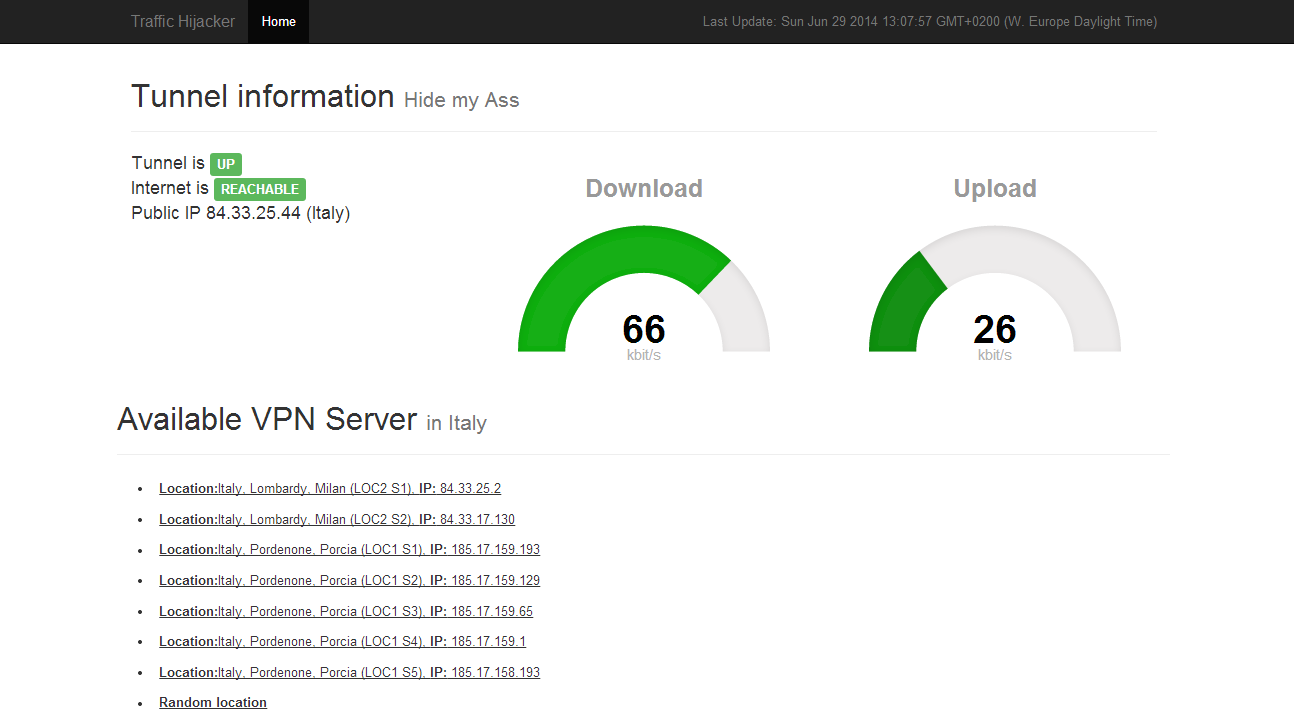 Traffic Hijacker Home Last Update: Sun Jun 29 2014 13:07:57 GMT+0200 (W. Europe Daylight Time)
Tunnel information Hide my Ass
Tunnel is UP
Internet is REACHABLE
Public IP 84.33.25.44 (Italy)
Download
66
kbit/s
Upload
26
kbit/s
Available VPN Server in Italy
Location:Italy, Lombardy, Milan (LOC2 S1), IP: 84.33.25.2
Location:Italy, Lombardy, Milan (LOC2 S2), IP: 84.33.17.130
Location:Italy, Pordenone, Porcia (LOC1 S1), IP: 185.17.159.193
Location:Italy, Pordenone, Porcia (LOC1 S2), IP: 185.17.159.129
Location:Italy, Pordenone, Porcia (LOC1 S3), IP: 185.17.159.65
Location:Italy, Pordenone, Porcia (LOC1 S4), IP: 185.17.159.1
Location:Italy, Pordenone, Porcia (LOC1 S5), IP: 185.17.158.193
Random location